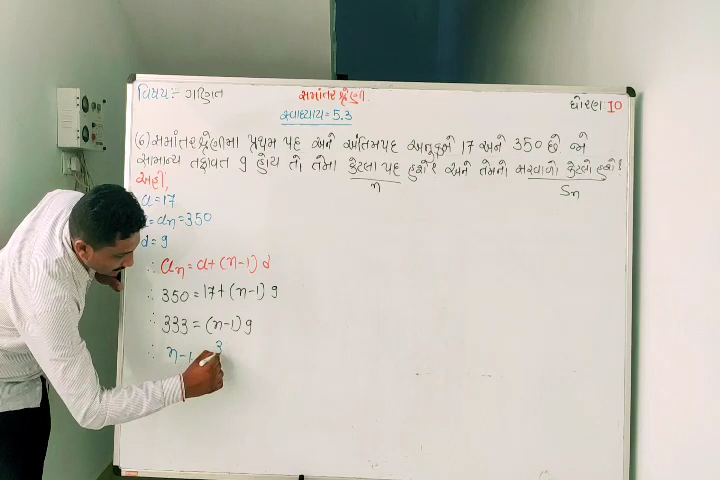 વિષય:- ગણિત
સમાંતર શ્રેણી
ધોરણ 10
સ્વાધ્યાય = 5.3
(6) સમાંતર શ્રેણીમા પ્રથમ પદ અને અંતિમપદ અનુક્રમે 17 અને 350 છે જો
સામાન્ય તફાવત 9 હોય તો, તેમા કેટલા પદ હશે? અને તેમનો સરવાળો કેટલો હશે?
n
Sn
અહીં,
a = 17
= an = 350
d = 9
∴ an = a + (n-1) d
∴ 350 = 17 + (n-1) 9
∴ 333 = (n-1) 9
∴ n-1 3